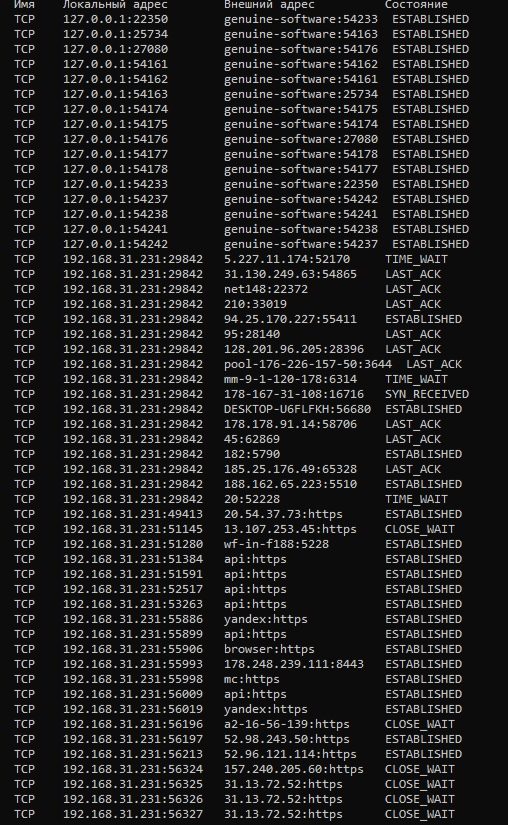 Имя    Локальный адрес        Внешний адрес          Состояние
TCP    127.0.0.1:22350        genuine-software:54233  ESTABLISHED
TCP    127.0.0.1:25734        genuine-software:54163  ESTABLISHED
TCP    127.0.0.1:27080        genuine-software:54176  ESTABLISHED
TCP    127.0.0.1:54161        genuine-software:54162  ESTABLISHED
TCP    127.0.0.1:54162        genuine-software:54161  ESTABLISHED
TCP    127.0.0.1:54163        genuine-software:25734  ESTABLISHED
TCP    127.0.0.1:54174        genuine-software:54175  ESTABLISHED
TCP    127.0.0.1:54175        genuine-software:54174  ESTABLISHED
TCP    127.0.0.1:54176        genuine-software:27080  ESTABLISHED
TCP    127.0.0.1:54177        genuine-software:54178  ESTABLISHED
TCP    127.0.0.1:54178        genuine-software:54177  ESTABLISHED
TCP    127.0.0.1:54233        genuine-software:22350  ESTABLISHED
TCP    127.0.0.1:54237        genuine-software:54242  ESTABLISHED
TCP    127.0.0.1:54238        genuine-software:54241  ESTABLISHED
TCP    127.0.0.1:54241        genuine-software:54238  ESTABLISHED
TCP    127.0.0.1:54242        genuine-software:54237  ESTABLISHED
TCP    192.168.31.231:29842   5.227.11.174:52170     TIME_WAIT
TCP    192.168.31.231:29842   31.130.249.63:54865    LAST_ACK
TCP    192.168.31.231:29842   net148:22372           LAST_ACK
TCP    192.168.31.231:29842   210:33019              LAST_ACK
TCP    192.168.31.231:29842   94.25.170.227:55411    ESTABLISHED
TCP    192.168.31.231:29842   95:28140               LAST_ACK
TCP    192.168.31.231:29842   128.201.96.205:28396   LAST_ACK
TCP    192.168.31.231:29842   pool-176-226-157-50:3644  LAST_ACK
TCP    192.168.31.231:29842   mm-9-1-120-178:6314    TIME_WAIT
TCP    192.168.31.231:29842   178-167-31-108:16716   SYN_RECEIVED
TCP    192.168.31.231:29842   DESKTOP-U6FLFKH:56680  ESTABLISHED
TCP    192.168.31.231:29842   178.178.91.14:58706    LAST_ACK
TCP    192.168.31.231:29842   45:62869               LAST_ACK
TCP    192.168.31.231:29842   182:5790               ESTABLISHED
TCP    192.168.31.231:29842   185.25.176.49:65328    LAST_ACK
TCP    192.168.31.231:29842   188.162.65.223:5510    ESTABLISHED
TCP    192.168.31.231:29842   20:52228               TIME_WAIT
TCP    192.168.31.231:49413   20.54.37.73:https      ESTABLISHED
TCP    192.168.31.231:51145   13.107.253.45:https    CLOSE_WAIT
TCP    192.168.31.231:51280   wf-in-f188:5228        ESTABLISHED
TCP    192.168.31.231:51384   api:https              ESTABLISHED
TCP    192.168.31.231:51591   api:https              ESTABLISHED
TCP    192.168.31.231:52517   api:https              ESTABLISHED
TCP    192.168.31.231:53263   api:https              ESTABLISHED
TCP    192.168.31.231:55886   yandex:https           ESTABLISHED
TCP    192.168.31.231:55899   api:https              ESTABLISHED
TCP    192.168.31.231:55906   browser:https          ESTABLISHED
TCP    192.168.31.231:55993   178.248.239.111:8443   ESTABLISHED
TCP    192.168.31.231:55998   mc:https               ESTABLISHED
TCP    192.168.31.231:56009   api:https              ESTABLISHED
TCP    192.168.31.231:56019   yandex:https           ESTABLISHED
TCP    192.168.31.231:56196   a2-16-56-139:https     CLOSE_WAIT
TCP    192.168.31.231:56197   52.98.243.50:https     ESTABLISHED
TCP    192.168.31.231:56213   52.96.121.114:https    ESTABLISHED
TCP    192.168.31.231:56324   157.240.205.60:https   CLOSE_WAIT
TCP    192.168.31.231:56325   31.13.72.52:https      CLOSE_WAIT
TCP    192.168.31.231:56326   31.13.72.52:https      CLOSE_WAIT
TCP    192.168.31.231:56327   31.13.72.52:https      CLOSE_WAIT